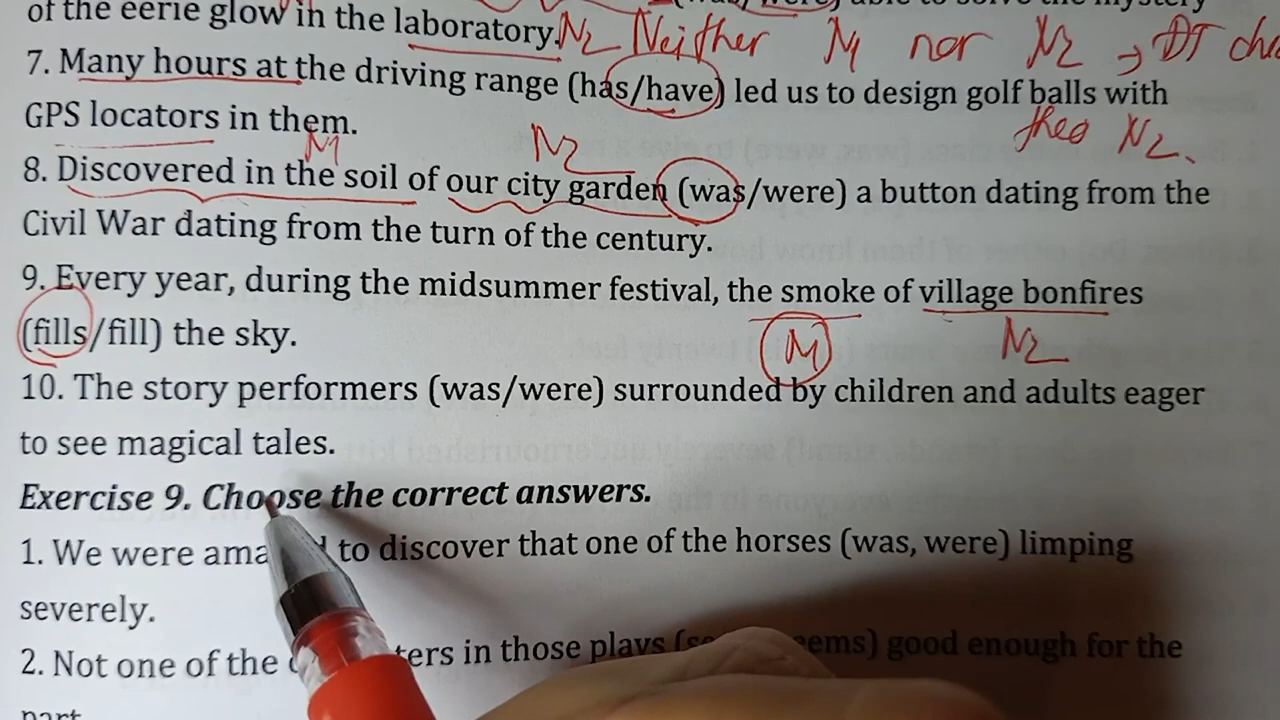 of the eerie glow in the laboratory. N2 Neither N1 nor N2 → ĐT
7. Many hours at the driving range (has/have) led us to design golf balls with
GPS locators in them.
theo N2.
N1 N2
8. Discovered in the soil of our city garden (was/were) a button dating from the
Civil War dating from the turn of the century.
9. Every year, during the midsummer festival, the smoke of village bonfires
(fills/fill) the sky.
N1 N2
10. The story performers (was/were) surrounded by children and adults eager
to see magical tales.
Exercise 9. Choose the correct answers.
1. We were to discover that one of the horses (was, were) limping
severely.
2. Not one of the in those plays good enough for the
part